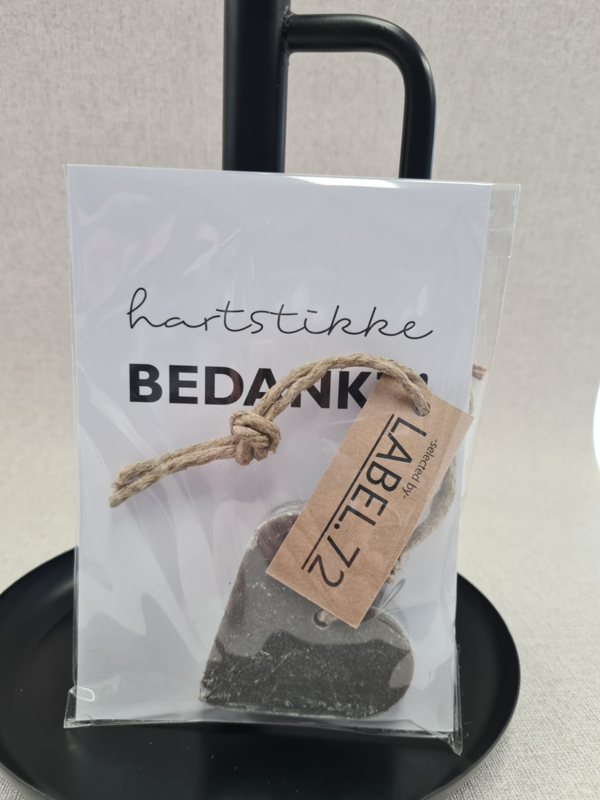 hartstikke
BEDANKT!
-selected by-
LABEL.72